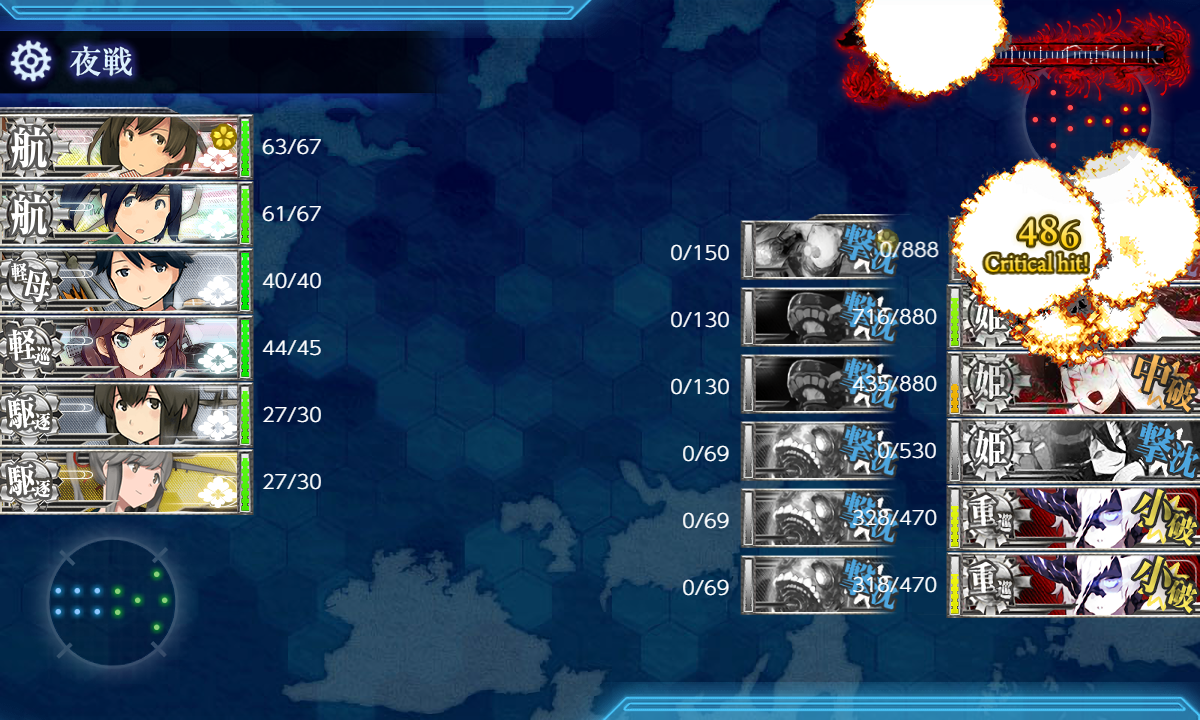 夜戦
航
63/67
航
61/67
軽母
40/40
軽巡
44/45
駆逐
27/30
駆逐
27/30
0/150
撃沈
0/130
撃沈
0/130
撃沈
0/69
撃沈
0/69
撃沈
0/69
撃沈
0/888
486
Critical hit!
716/880
姫
435/880
姫
中破
0/530
姫
撃沈
328/470
重巡
小破
318/470
重巡
小破